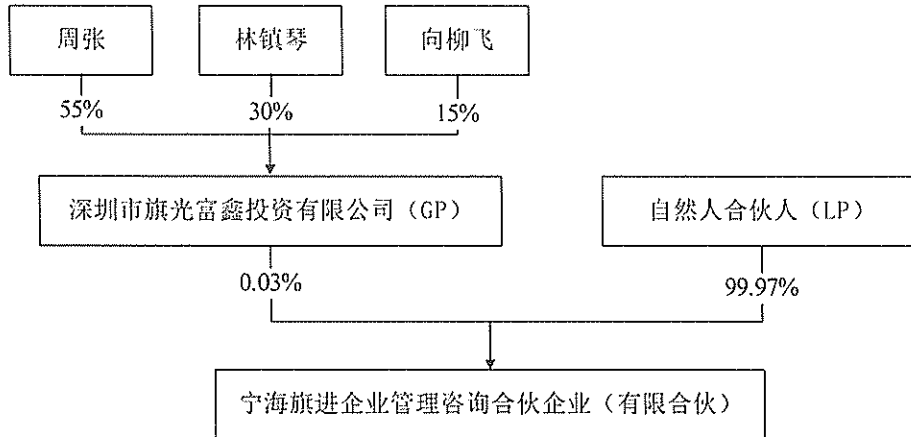 周张
林镇琴
向柳飞
55%
30%
15%
深圳市旗光富鑫投资有限公司（GP）
自然人合伙人（LP）
0.03%
99.97%
宁海旗进企业管理咨询合伙企业（有限合伙）